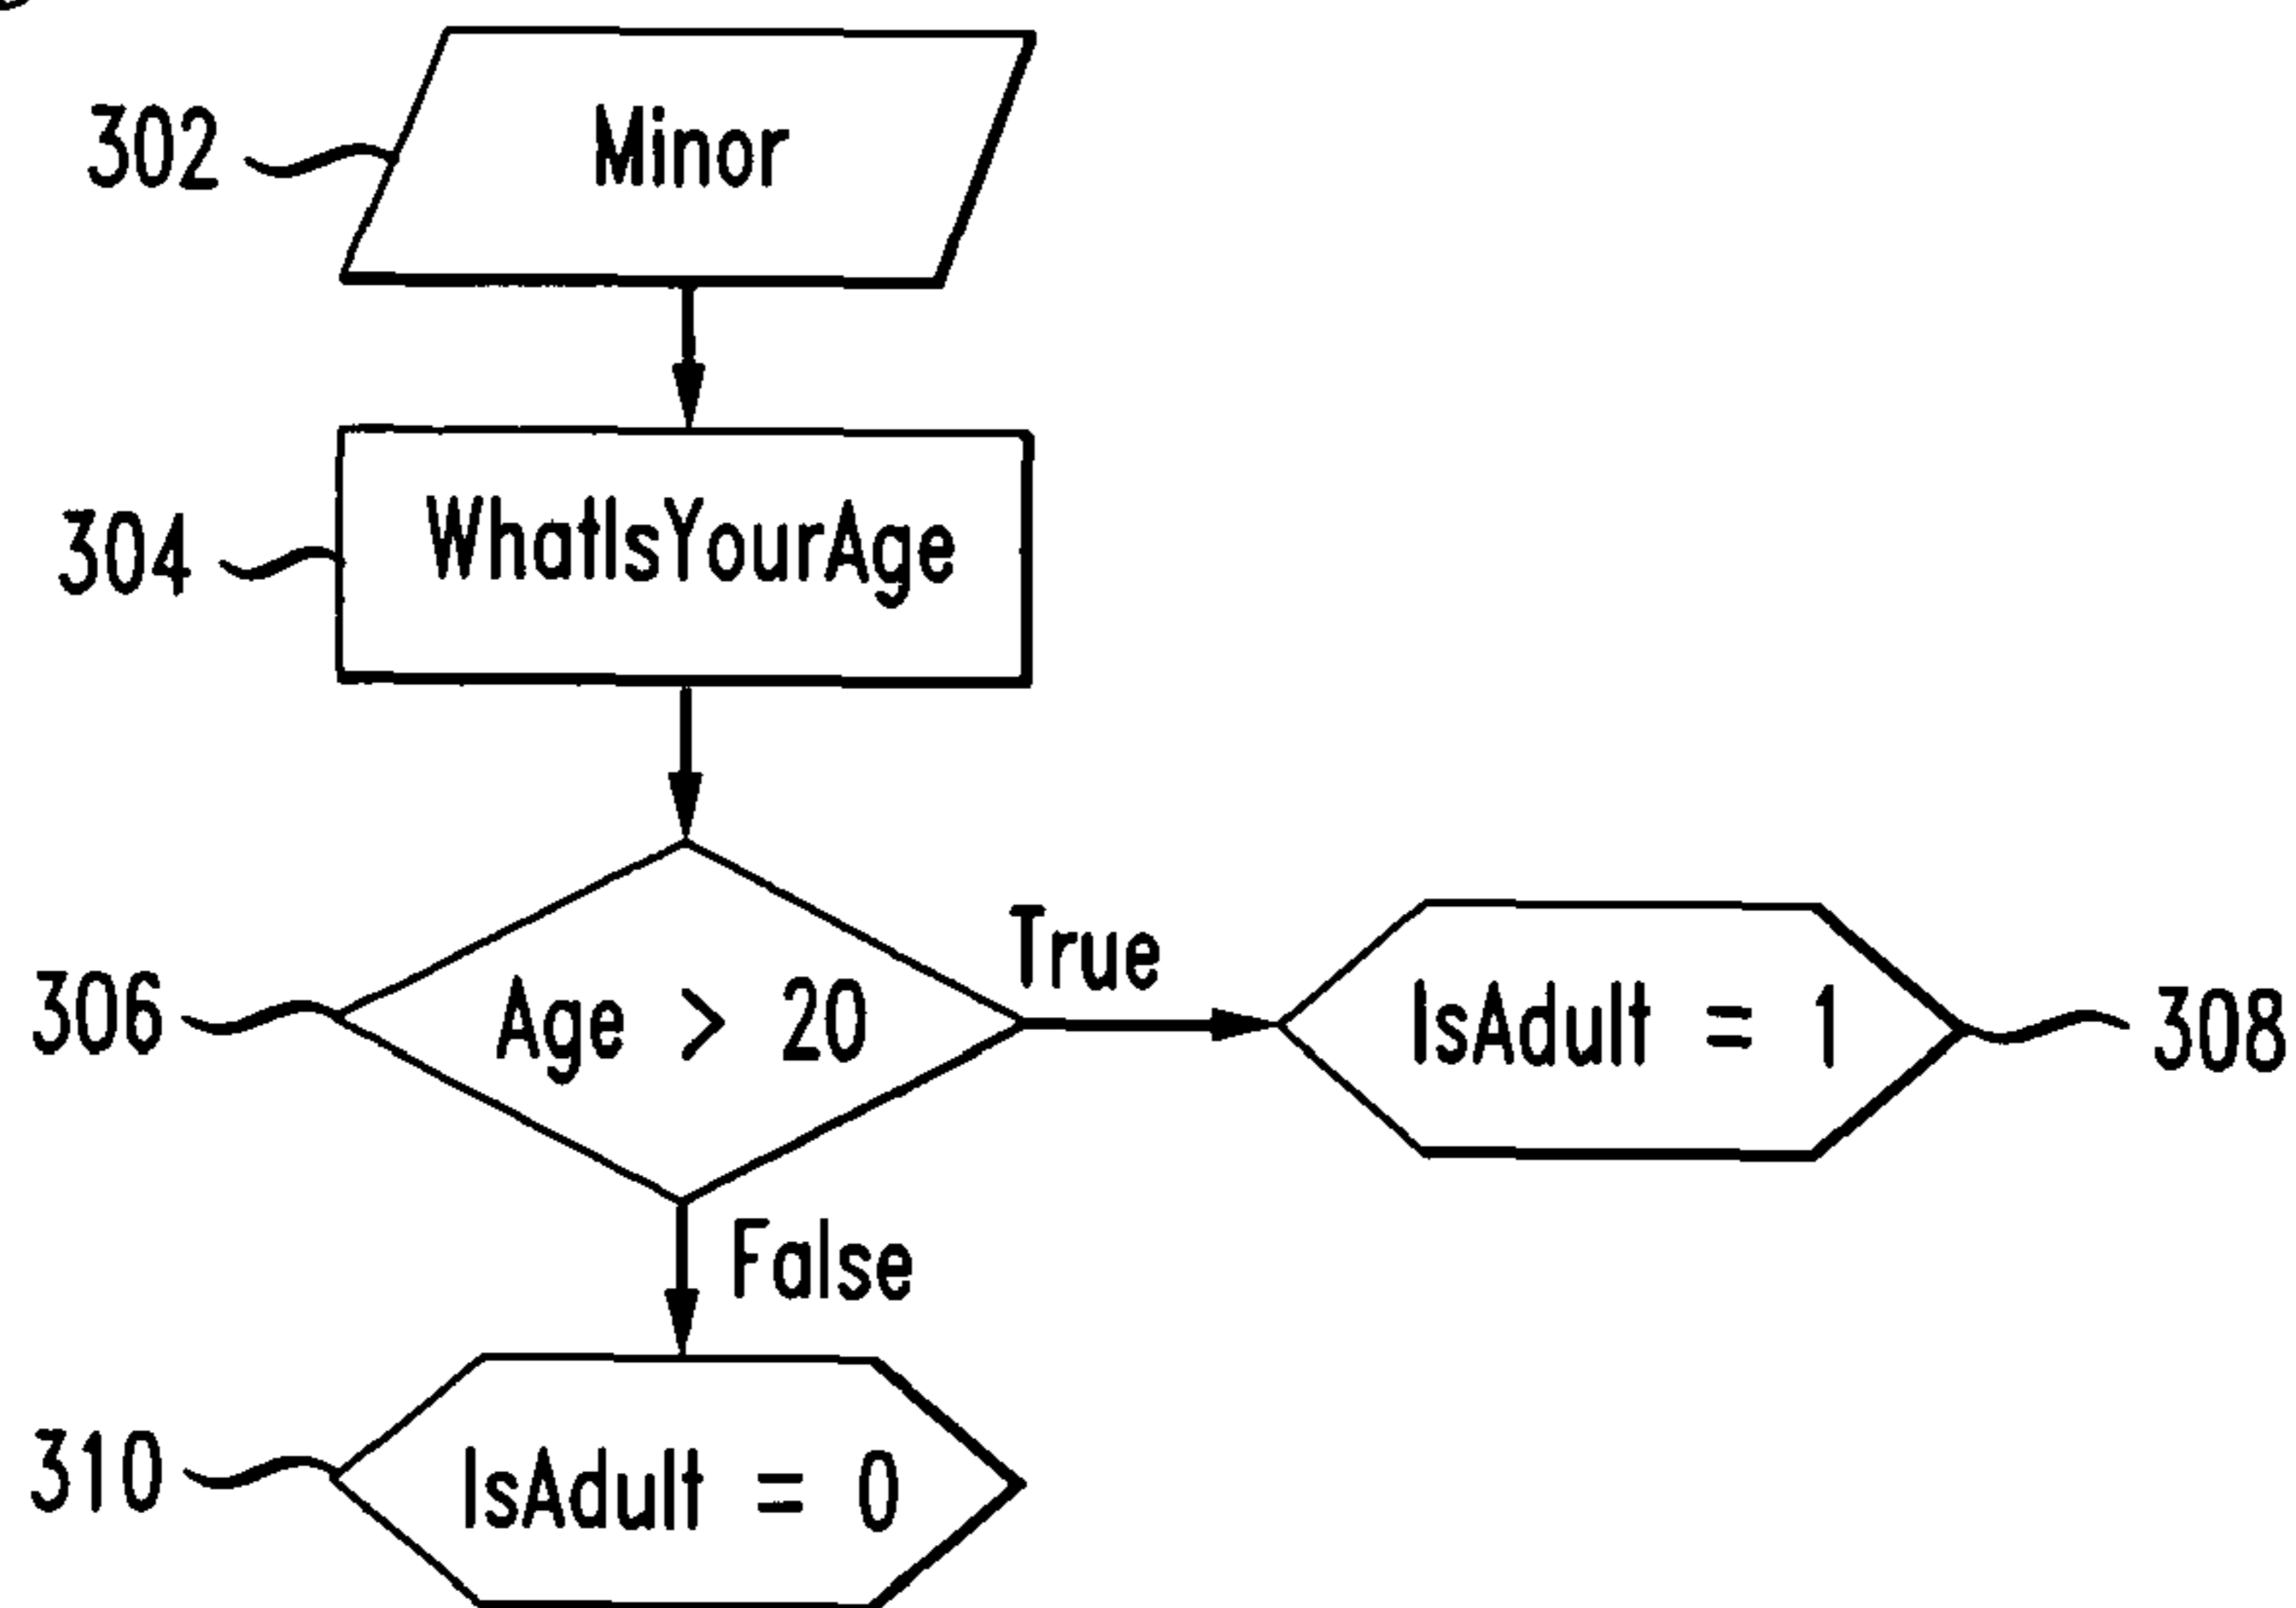 302
Minor
304
WhatIsYourAge
306
Age > 20
True
IsAdult = 1
308
False
310
IsAdult = 0